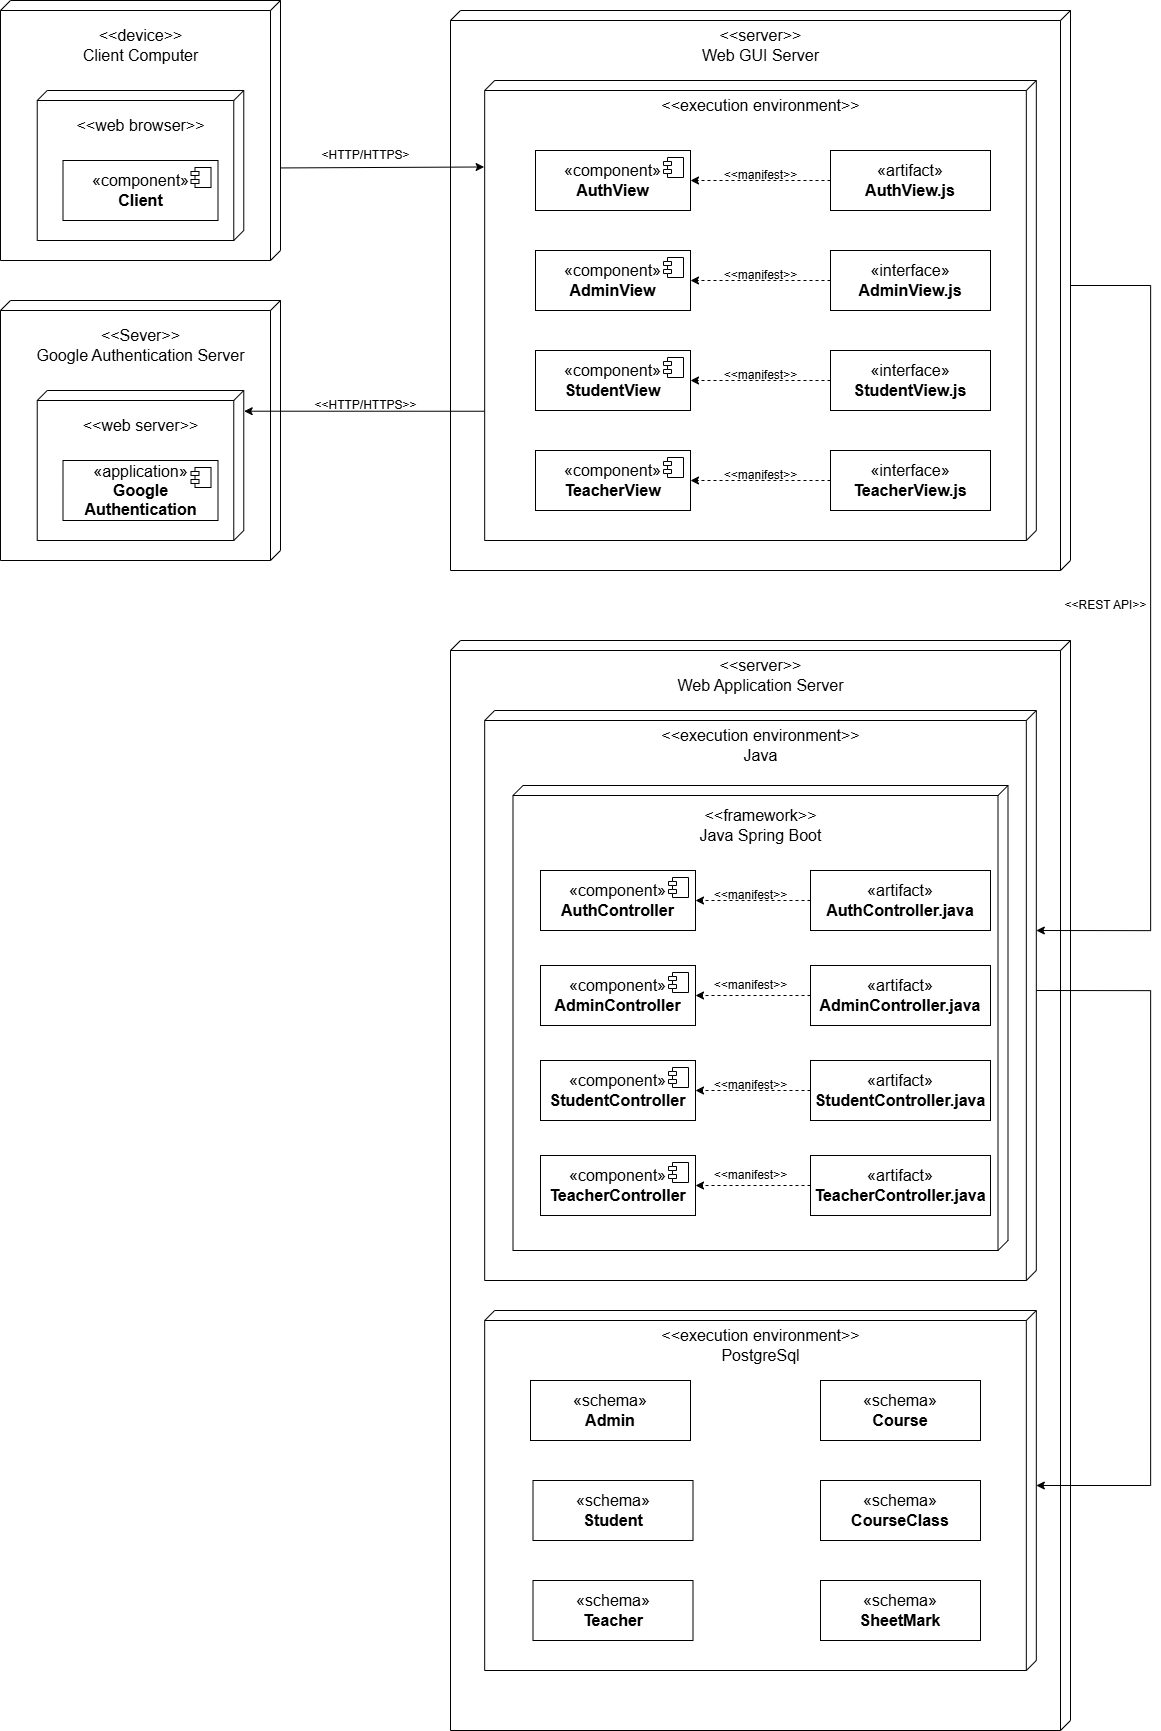 <<device>>
Client Computer
<<web browser>>
«component»
Client
<HTTP/HTTPS>
<<server>>
Web GUI Server
<<execution environment>>
«component»
AuthView
<<manifest>>
«artifact»
AuthView.js
«component»
AdminView
<<manifest>>
«interface»
AdminView.js
«component»
StudentView
<<manifest>>
«interface»
StudentView.js
«component»
TeacherView
<<manifest>>
«interface»
TeacherView.js
<<Sever>>
Google Authentication Server
<<web server>>
«application»
Google
Authentication
<<HTTP/HTTPS>>
<<REST API>>
<<server>>
Web Application Server
<<execution environment>>
Java
<<framework>>
Java Spring Boot
«component»
AuthController
<<manifest>>
«artifact»
AuthController.java
«component»
AdminController
<<manifest>>
«artifact»
AdminController.java
«component»
StudentController
<<manifest>>
«artifact»
StudentController.java
«component»
TeacherController
<<manifest>>
«artifact»
TeacherController.java
<<execution environment>>
PostgreSql
«schema»
Admin
«schema»
Course
«schema»
Student
«schema»
CourseClass
«schema»
Teacher
«schema»
SheetMark